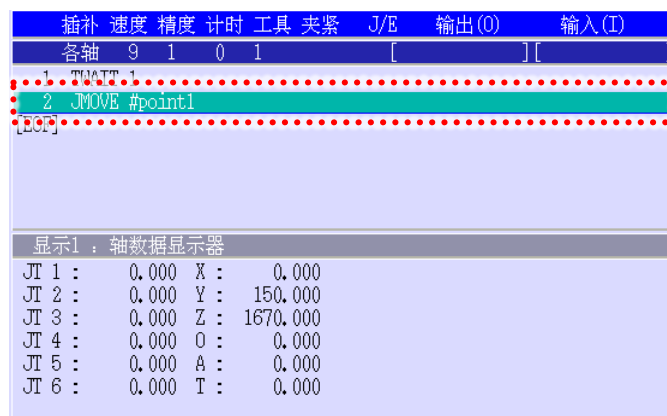 插补 速度 精度 计时 工具 夹紧 J/E 输出(O) 输入(I)
各轴 9 1 0 1 [ ][
1 TWAIT 1
2 JMOVE #point1
[EOF]
显示1 : 轴数据显示器
JT 1 : 0.000 X : 0.000
JT 2 : 0.000 Y : 150.000
JT 3 : 0.000 Z : 1670.000
JT 4 : 0.000 O : 0.000
JT 5 : 0.000 A : 0.000
JT 6 : 0.000 T : 0.000